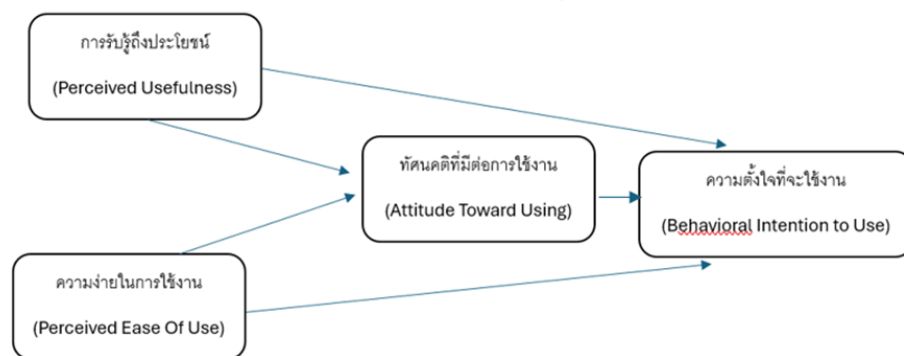 การรับรู้ถึงประโยชน์
(Perceived Usefulness)
ทัศนคติที่มีต่อการใช้งาน
(Attitude Toward Using)
ความตั้งใจที่จะใช้งาน
(Behavioral Intention to Use)
ความง่ายในการใช้งาน
(Perceived Ease Of Use)